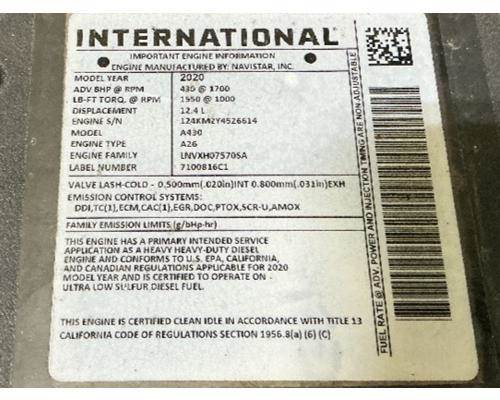 INTERNATIONAL®
IMPORTANT ENGINE INFORMATION
ENGINE MANUFACTURED BY: NAVISTAR, INC.
MODEL YEAR 2020
ADV BHP @ RPM 430 @ 1700
LB-FT TORQ. @ RPM 1550 @ 1000
DISPLACEMENT 12.4 L
ENGINE S/N 124KM2Y4526614
MODEL A430
ENGINE TYPE A26
ENGINE FAMILY LNVXH07570SA
LABEL NUMBER 7100816C1
VALVE LASH-COLD - 0.500mm(.020in)INT 0.800mm(.031in)EXH
EMISSION CONTROL SYSTEMS:
DDI,TC(1),ECM,CAC(1),EGR,DOC,PTOX,SCR-U,AMOX
FAMILY EMISSION LIMITS (g/bHp-hr)
THIS ENGINE HAS A PRIMARY INTENDED SERVICE
APPLICATION AS A HEAVY HEAVY-DUTY DIESEL
ENGINE AND CONFORMS TO U.S. EPA, CALIFORNIA,
AND CANADIAN REGULATIONS APPLICABLE FOR 2020
MODEL YEAR AND IS CERTIFIED TO OPERATE ON
ULTRA LOW SULFUR DIESEL FUEL.
THIS ENGINE IS CERTIFIED CLEAN IDLE IN ACCORDANCE WITH TITLE 13
CALIFORNIA CODE OF REGULATIONS SECTION 1956.8(a) (6) (C)
FUEL RATE @ ADV. POWER AND INJECTION TIMING ARE NON-ADJUSTABLE